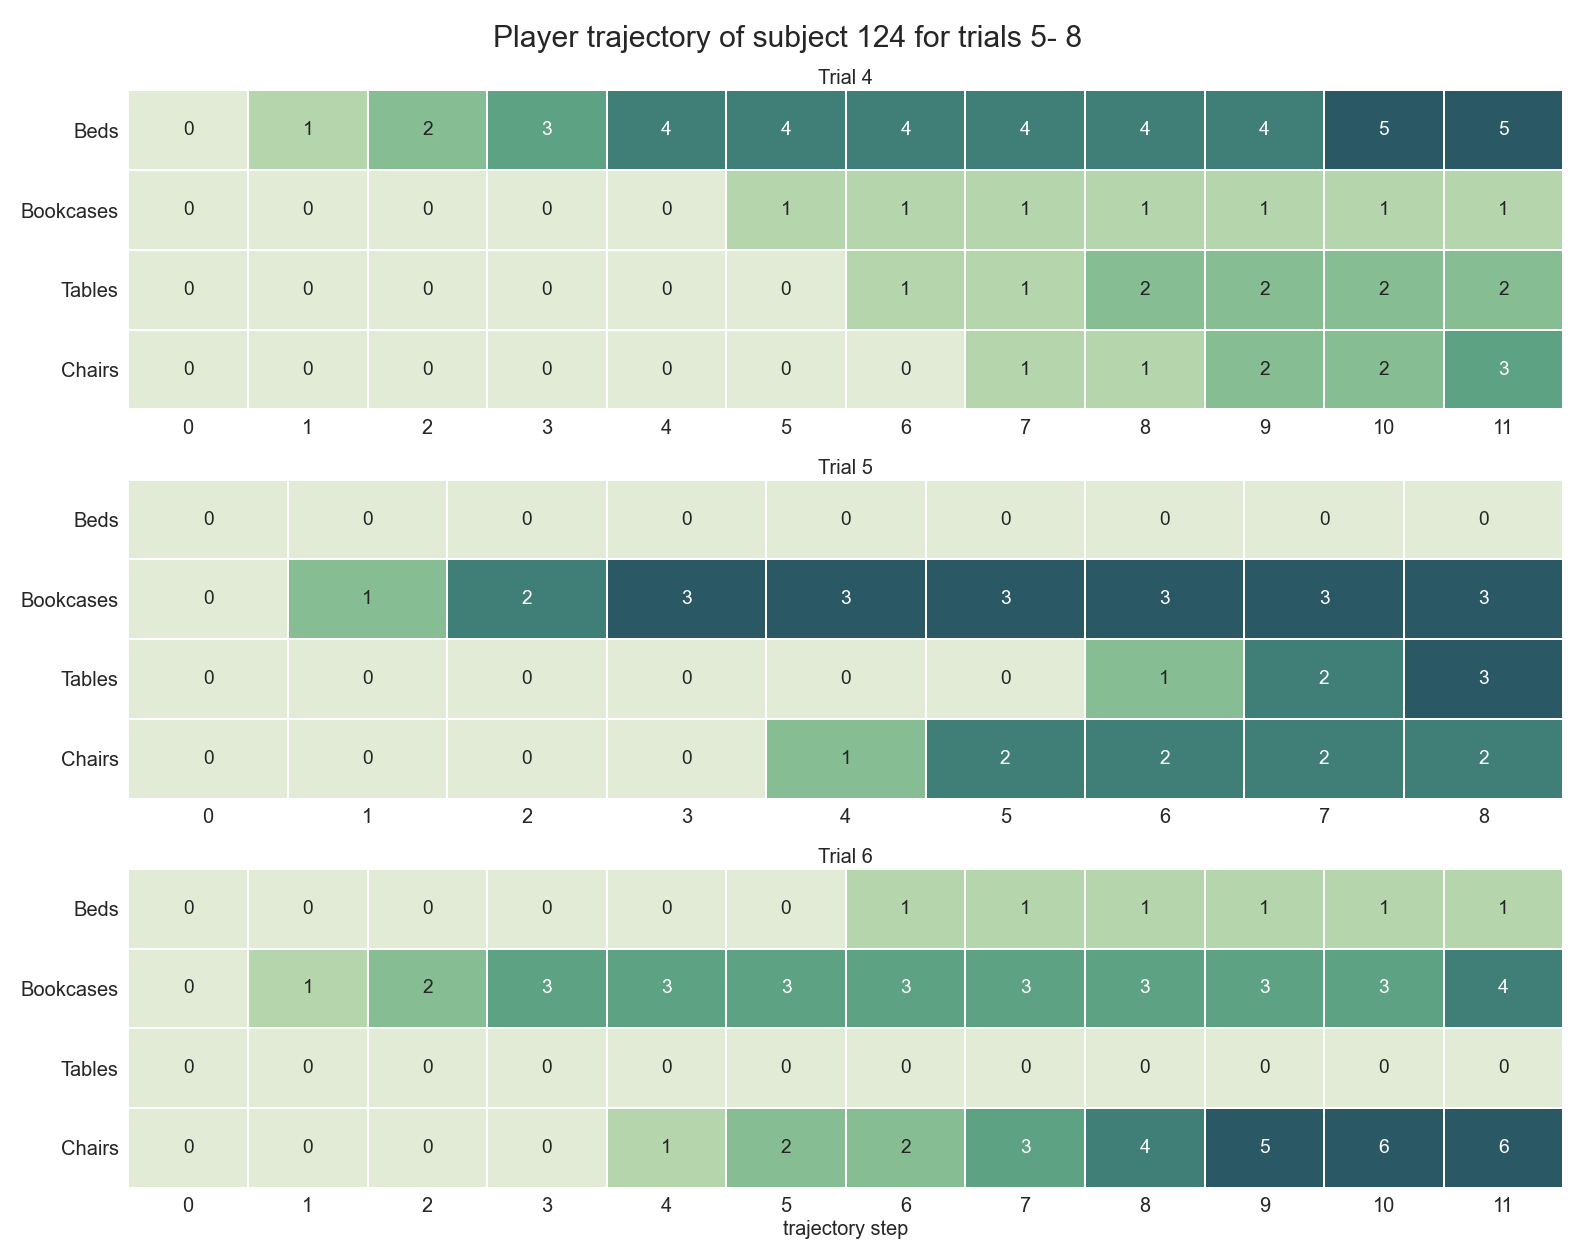 Player trajectory of subject 124 for trials 5- 8
Trial 4
Beds 0 1 2 3 4 4 4 4 4 4 5 5
Bookcases 0 0 0 0 0 1 1 1 1 1 1 1
Tables 0 0 0 0 0 0 1 1 2 2 2 2
Chairs 0 0 0 0 0 0 0 1 1 2 2 3
0 1 2 3 4 5 6 7 8 9 10 11
Trial 5
Beds 0 0 0 0 0 0 0 0 0
Bookcases 0 1 2 3 3 3 3 3 3
Tables 0 0 0 0 0 0 1 2 3
Chairs 0 0 0 0 1 2 2 2 2
0 1 2 3 4 5 6 7 8
Trial 6
Beds 0 0 0 0 0 0 1 1 1 1 1 1
Bookcases 0 1 2 3 3 3 3 3 3 3 3 4
Tables 0 0 0 0 0 0 0 0 0 0 0 0
Chairs 0 0 0 0 1 2 2 3 4 5 6 6
0 1 2 3 4 5 6 7 8 9 10 11
trajectory step